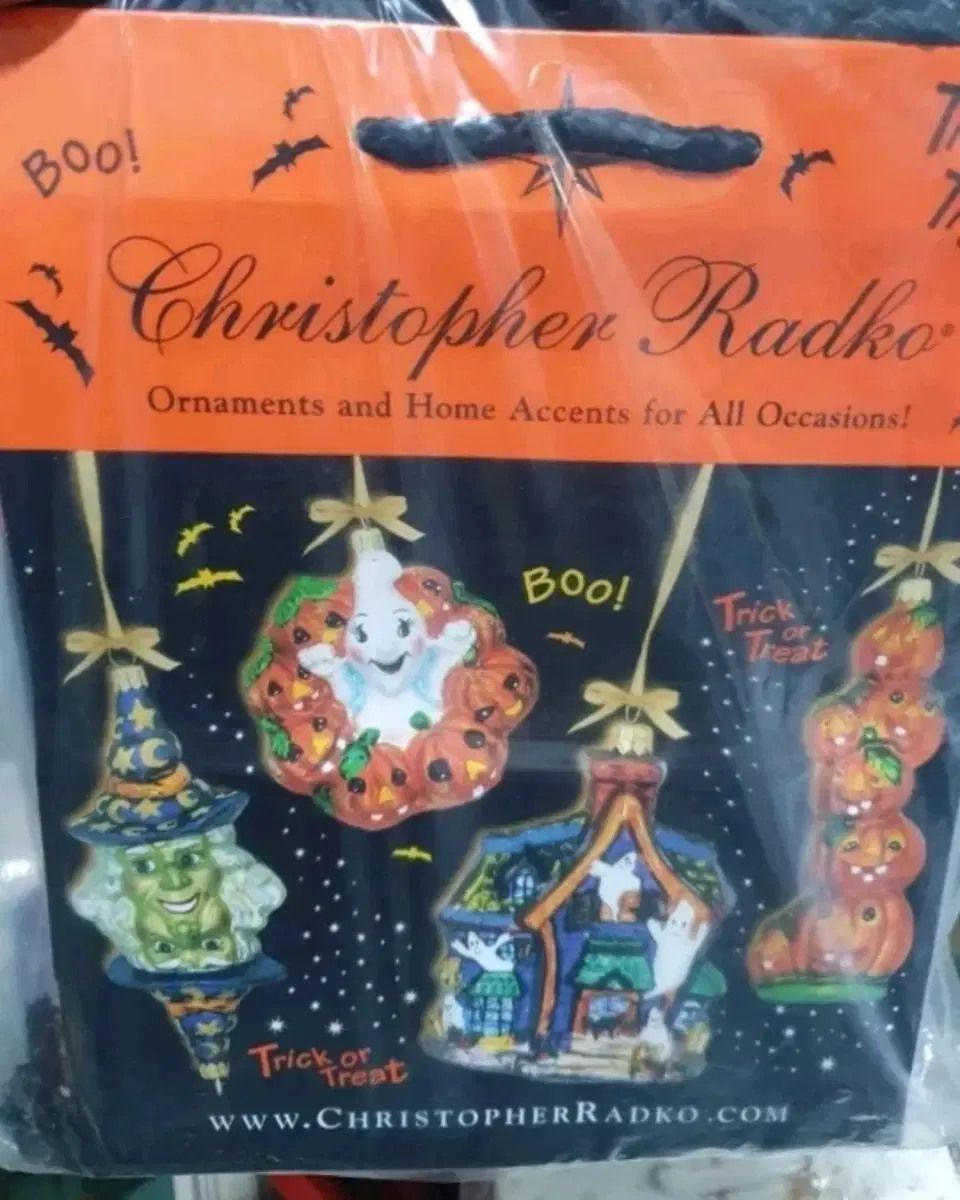 BOO!
Christopher Radko®
Ornaments and Home Accents for All Occasions!
BOO!
Trick
or
Treat
Trick or
Treat
WWW.CHRISTOPHERRADKO.COM